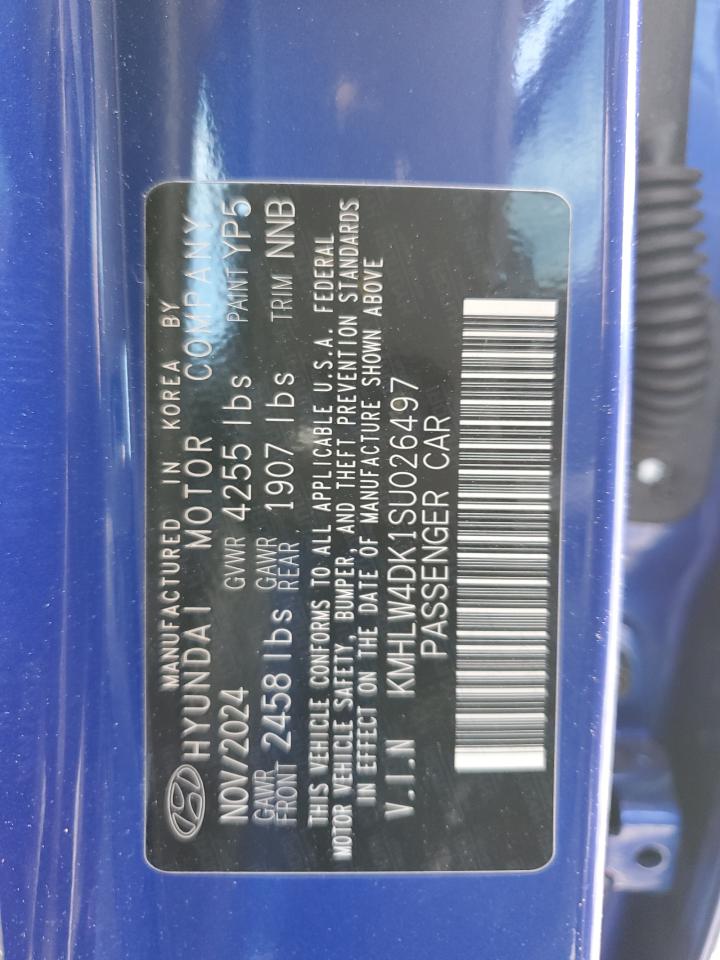 MANUFACTURED IN KOREA BY
HYUNDAI MOTOR COMPANY
NOV/2024 GVWR 4255 lbs PAINT YP5
GAWR FRONT 2458 lbs GAWR REAR 1907 lbs TRIM NNB
THIS VEHICLE CONFORMS TO ALL APPLICABLE U.S.A. FEDERAL
MOTOR VEHICLE SAFETY, BUMPER, AND THEFT PREVENTION STANDARDS
IN EFFECT ON THE DATE OF MANUFACTURE SHOWN ABOVE
V.I.N KMHLW4DK1SU026497
PASSENGER CAR